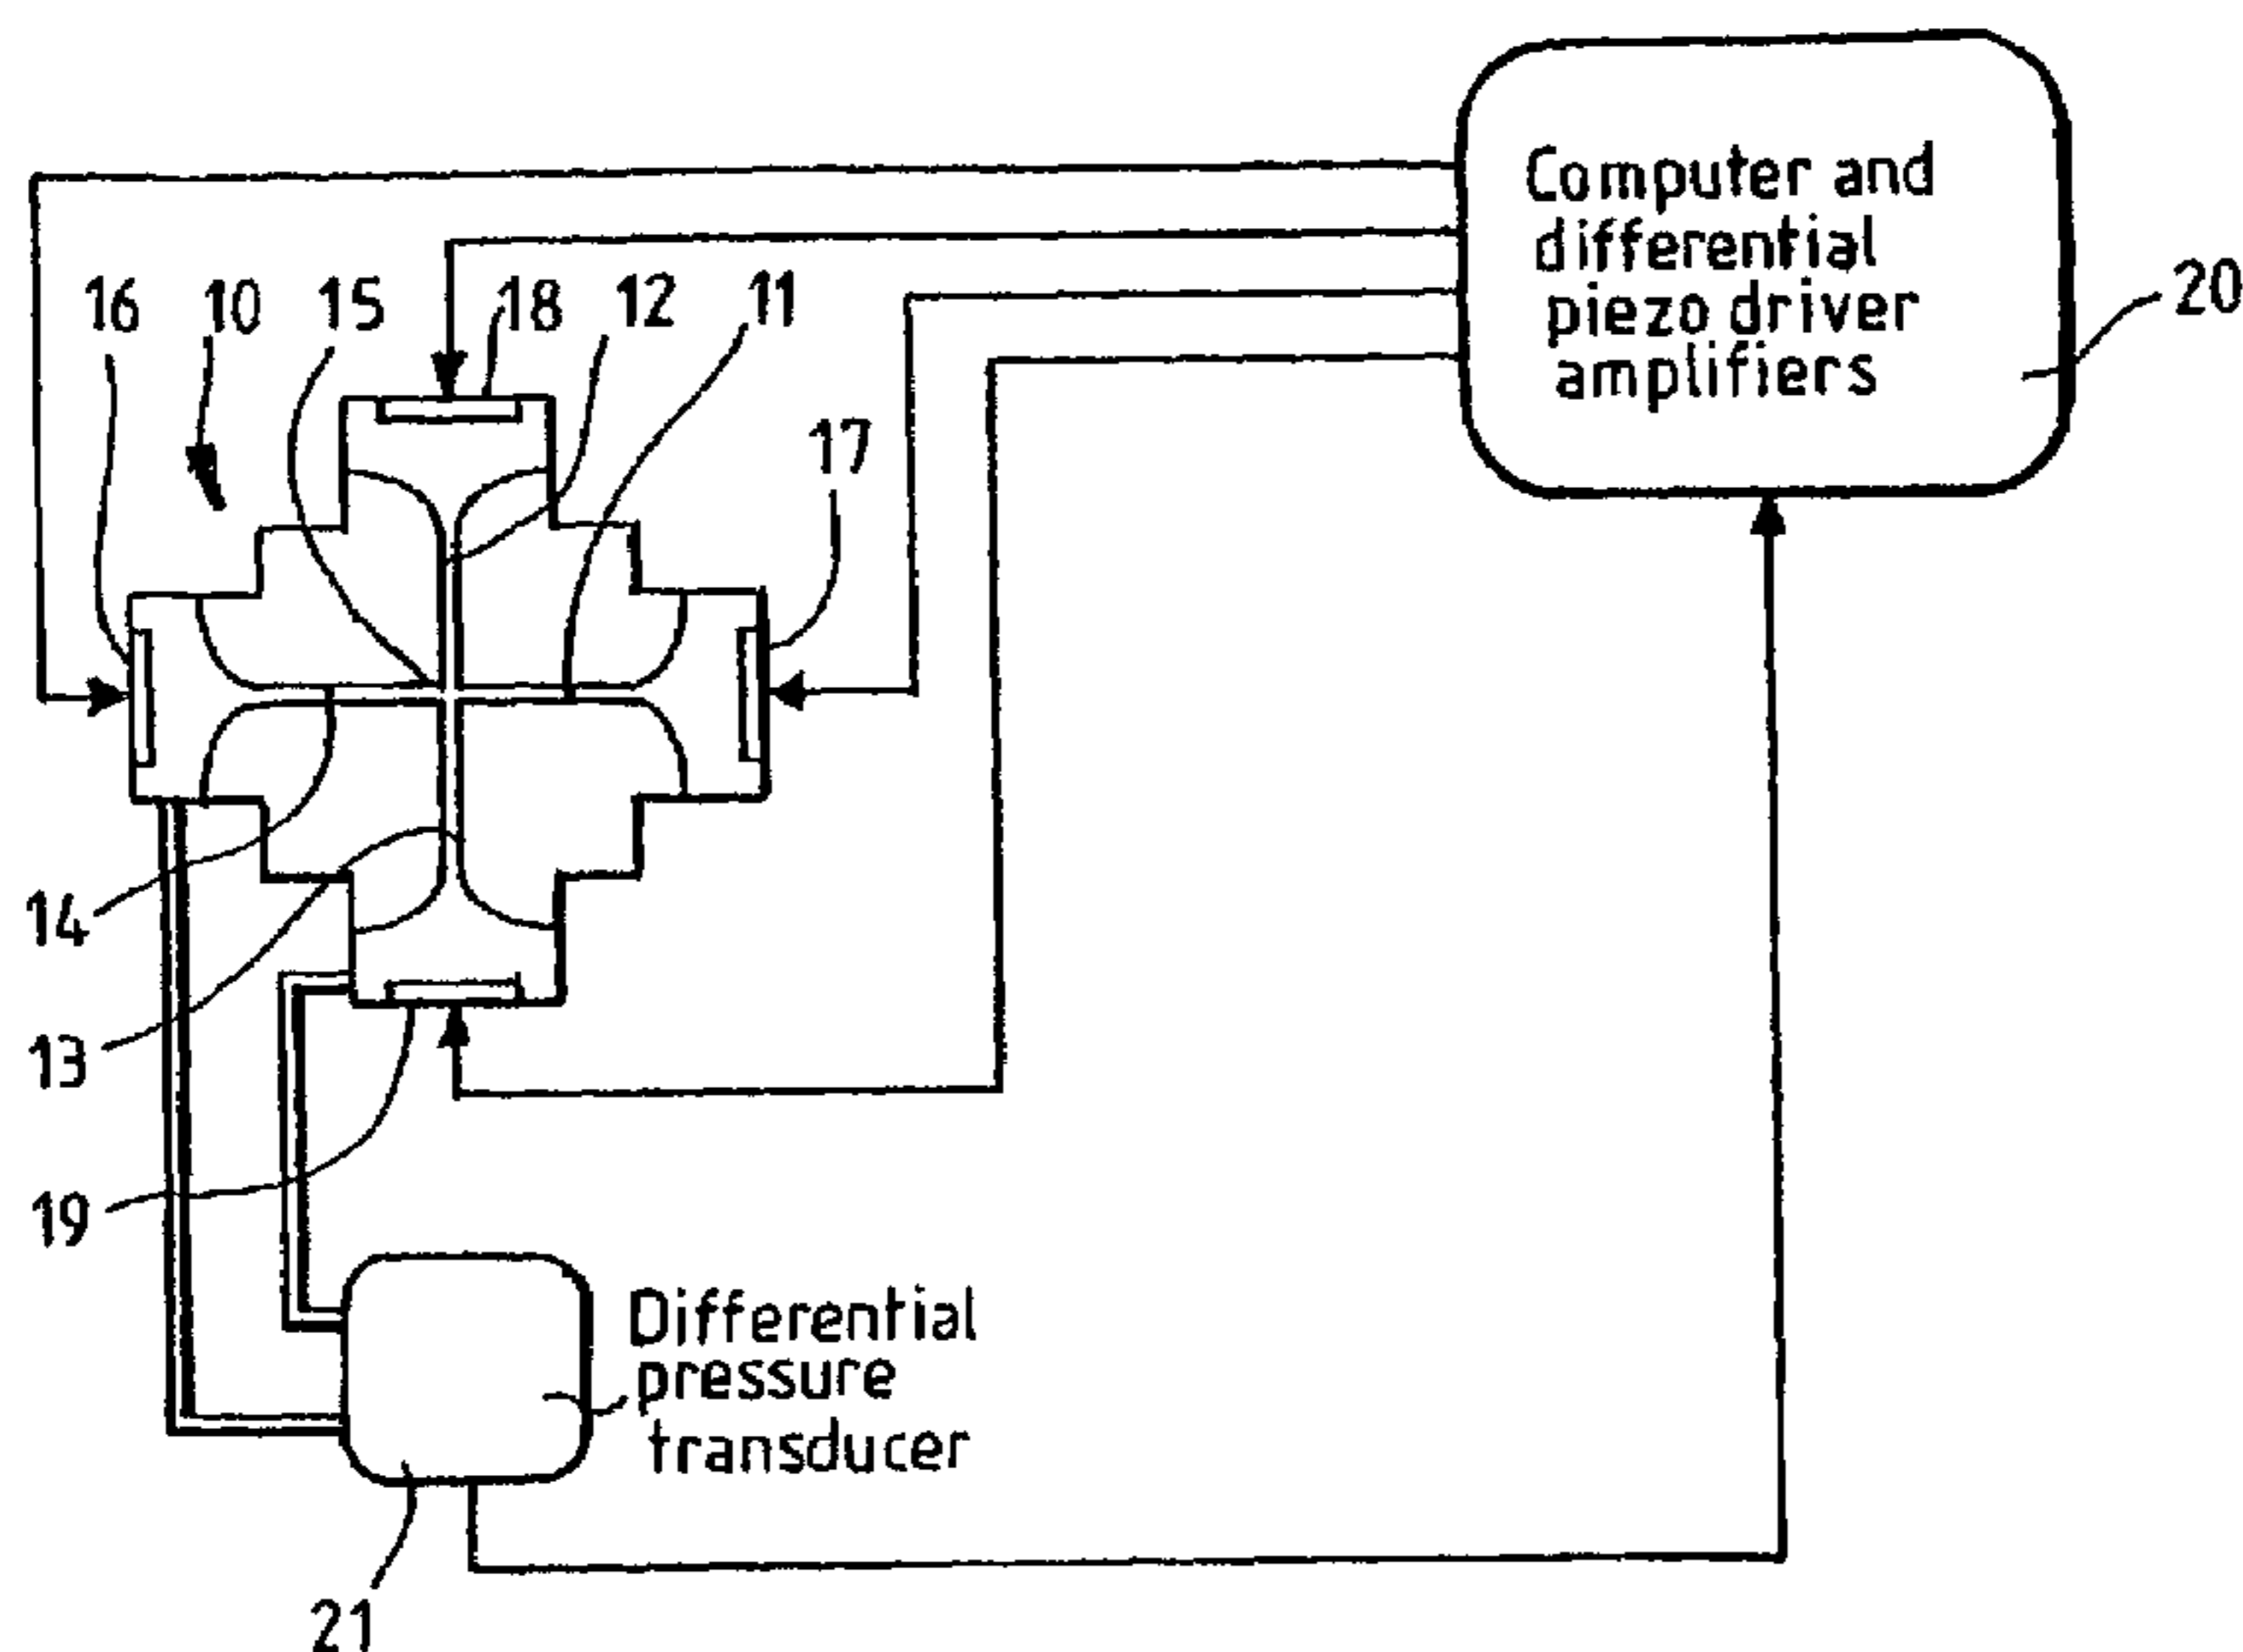 Computer and
differential
piezo driver
amplifiers
20
16
10
15
18
12
11
17
14
13
19
Differential
pressure
transducer
21